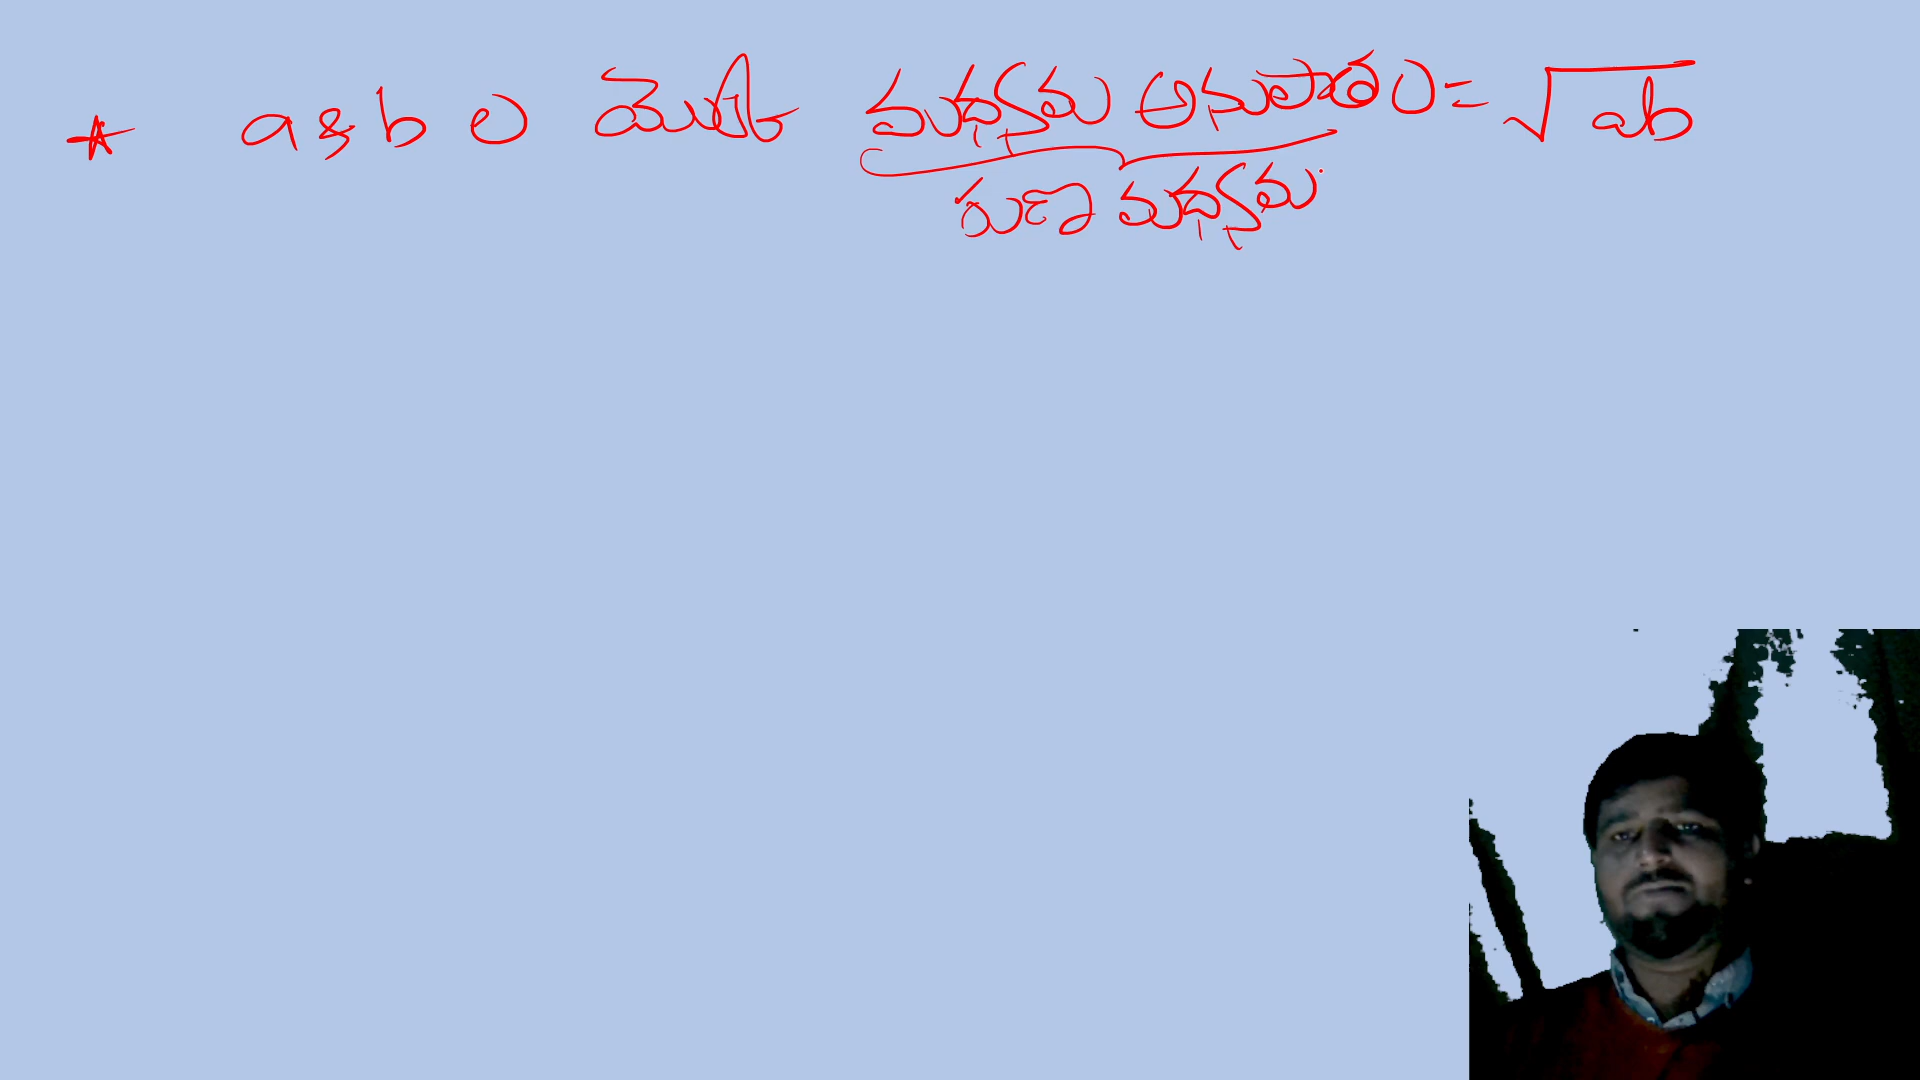 * a & b ల యొక్క మధ్యమ అనుపాతం = √ab
గుణ మధ్యమ